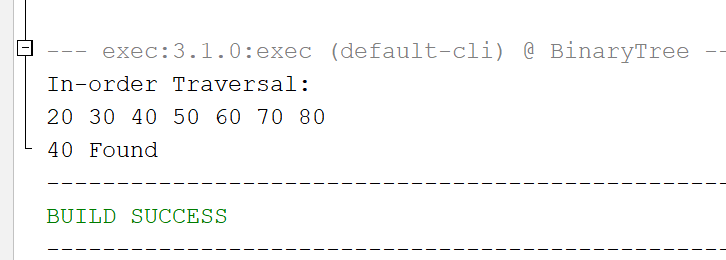 --- exec:3.1.0:exec (default-cli) @ BinaryTree --
In-order Traversal:
20 30 40 50 60 70 80
40 Found
------------------------------------------------
BUILD SUCCESS
------------------------------------------------